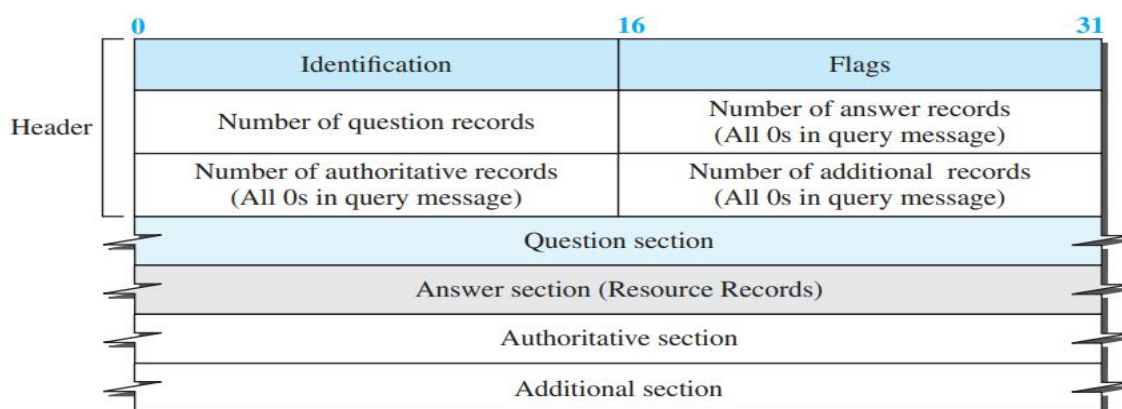 0 16 31
Header
Identification Flags
Number of question records Number of answer records
(All 0s in query message)
Number of authoritative records Number of additional records
(All 0s in query message) (All 0s in query message)
Question section
Answer section (Resource Records)
Authoritative section
Additional section